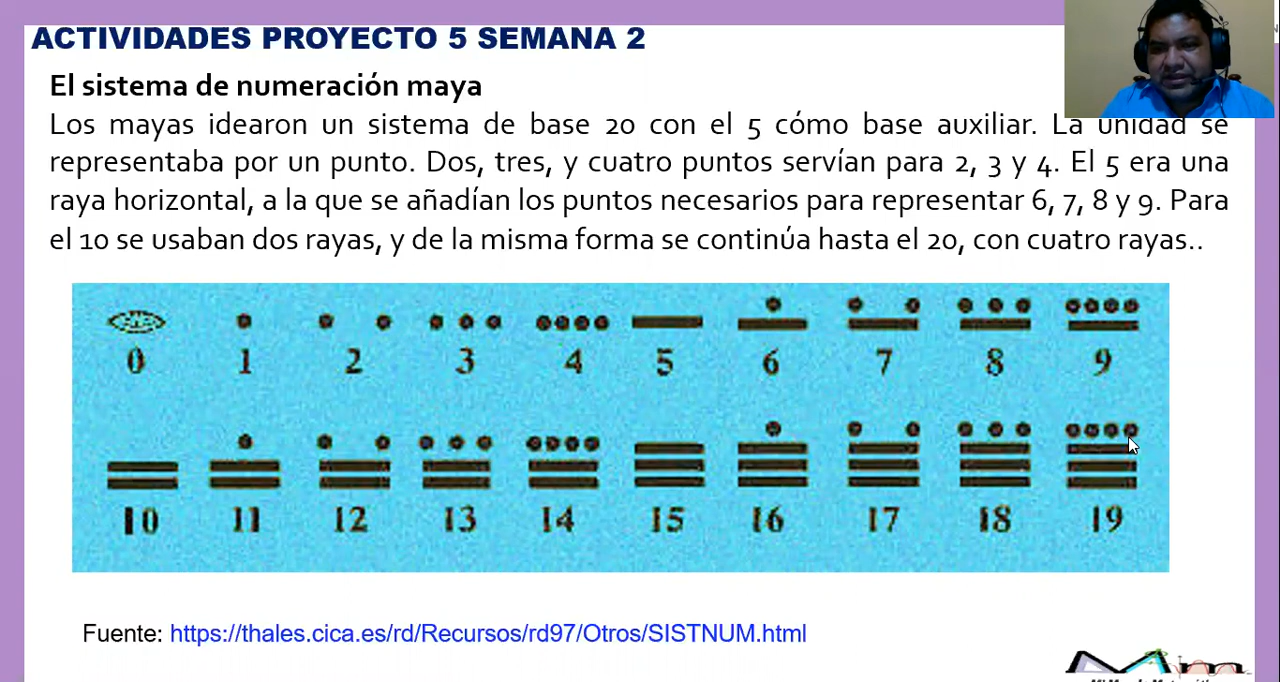 ACTIVIDADES PROYECTO 5 SEMANA 2
El sistema de numeración maya
Los mayas idearon un sistema de base 20 con el 5 cómo base auxiliar. La unidad se
representaba por un punto. Dos, tres, y cuatro puntos servían para 2, 3 y 4. El 5 era una
raya horizontal, a la que se añadían los puntos necesarios para representar 6, 7, 8 y 9. Para
el 10 se usaban dos rayas, y de la misma forma se continúa hasta el 20, con cuatro rayas..
0 1 2 3 4 5 6 7 8 9
10 11 12 13 14 15 16 17 18 19
Fuente: https://thales.cica.es/rd/Recursos/rd97/Otros/SISTNUM.html